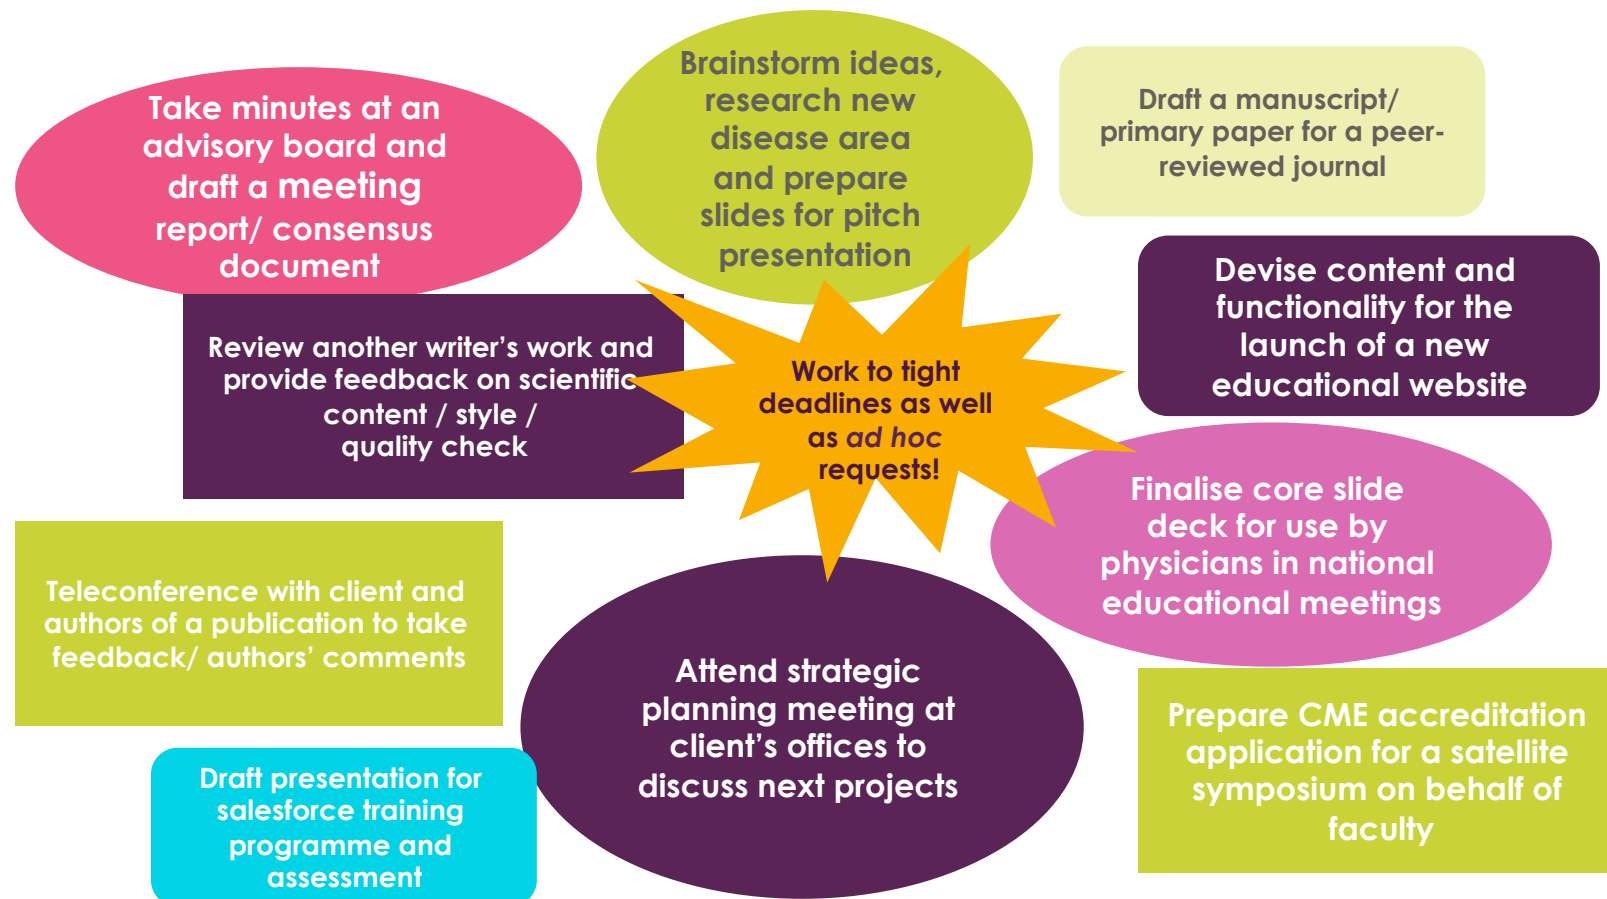 Take minutes at an
advisory board and
draft a meeting
report/ consensus
document
Brainstorm ideas,
research new
disease area
and prepare
slides for pitch
presentation
Draft a manuscript/
primary paper for a peer-
reviewed journal
Devise content and
functionality for the
launch of a new
educational website
Review another writer’s work and
provide feedback on scientific
content / style /
quality check
Work to tight
deadlines as well
as ad hoc
requests!
Finalise core slide
deck for use by
physicians in national
educational meetings
Teleconference with client and
authors of a publication to take
feedback/ authors’ comments
Attend strategic
planning meeting at
client’s offices to
discuss next projects
Prepare CME accreditation
application for a satellite
symposium on behalf of
faculty
Draft presentation for
salesforce training
programme and
assessment